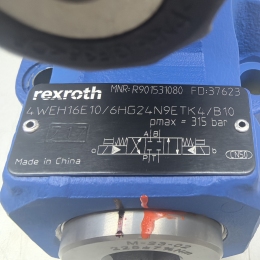 rexroth MNR:R901531080 FD:37623
4WEH16E10/6HG24N9ETK4/B10
pmax = 315 bar
A B
P T
Made in China